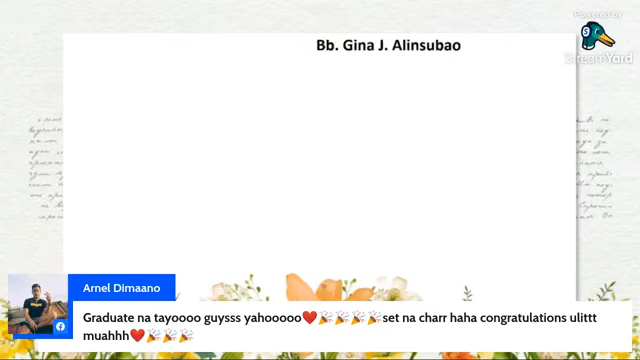 Powered by
StreamYard
Bb. Gina J. Alinsubao
Arnel Dimaano
Graduate na tayoooo guysss yahooooo❤️🎉🎉🎉🎉set na charr haha congratulations ulittt
muahhh❤️🎉🎉🎉